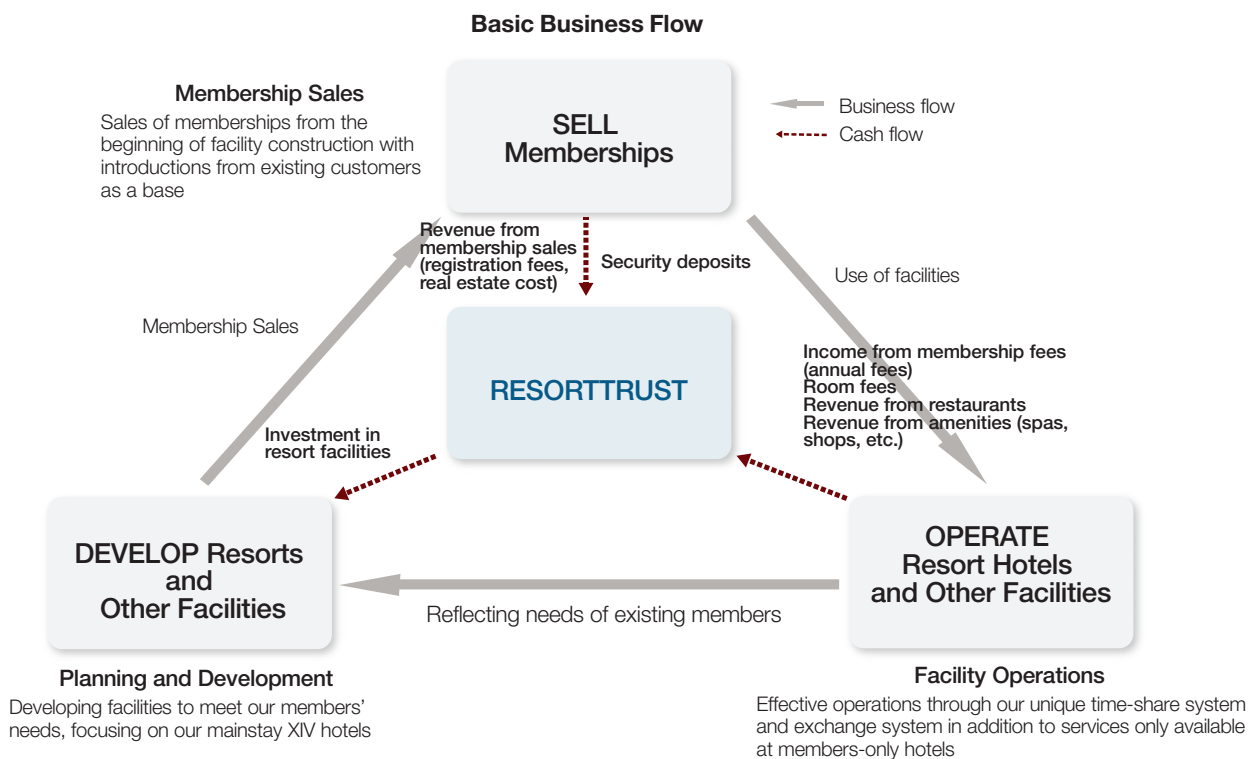 Basic Business Flow
Membership Sales
Sales of memberships from the
beginning of facility construction with
introductions from existing customers
as a base
SELL
Memberships
Business flow
Cash flow
Revenue from
membership sales
(registration fees,
real estate cost)
Security deposits
Use of facilities
Membership Sales
RESORTTRUST
Income from membership fees
(annual fees)
Room fees
Revenue from restaurants
Revenue from amenities (spas,
shops, etc.)
Investment in
resort facilities
DEVELOP Resorts
and
Other Facilities
OPERATE
Resort Hotels
and Other Facilities
Reflecting needs of existing members
Planning and Development
Developing facilities to meet our members’
needs, focusing on our mainstay XIV hotels
Facility Operations
Effective operations through our unique time-share system
and exchange system in addition to services only available
at members-only hotels